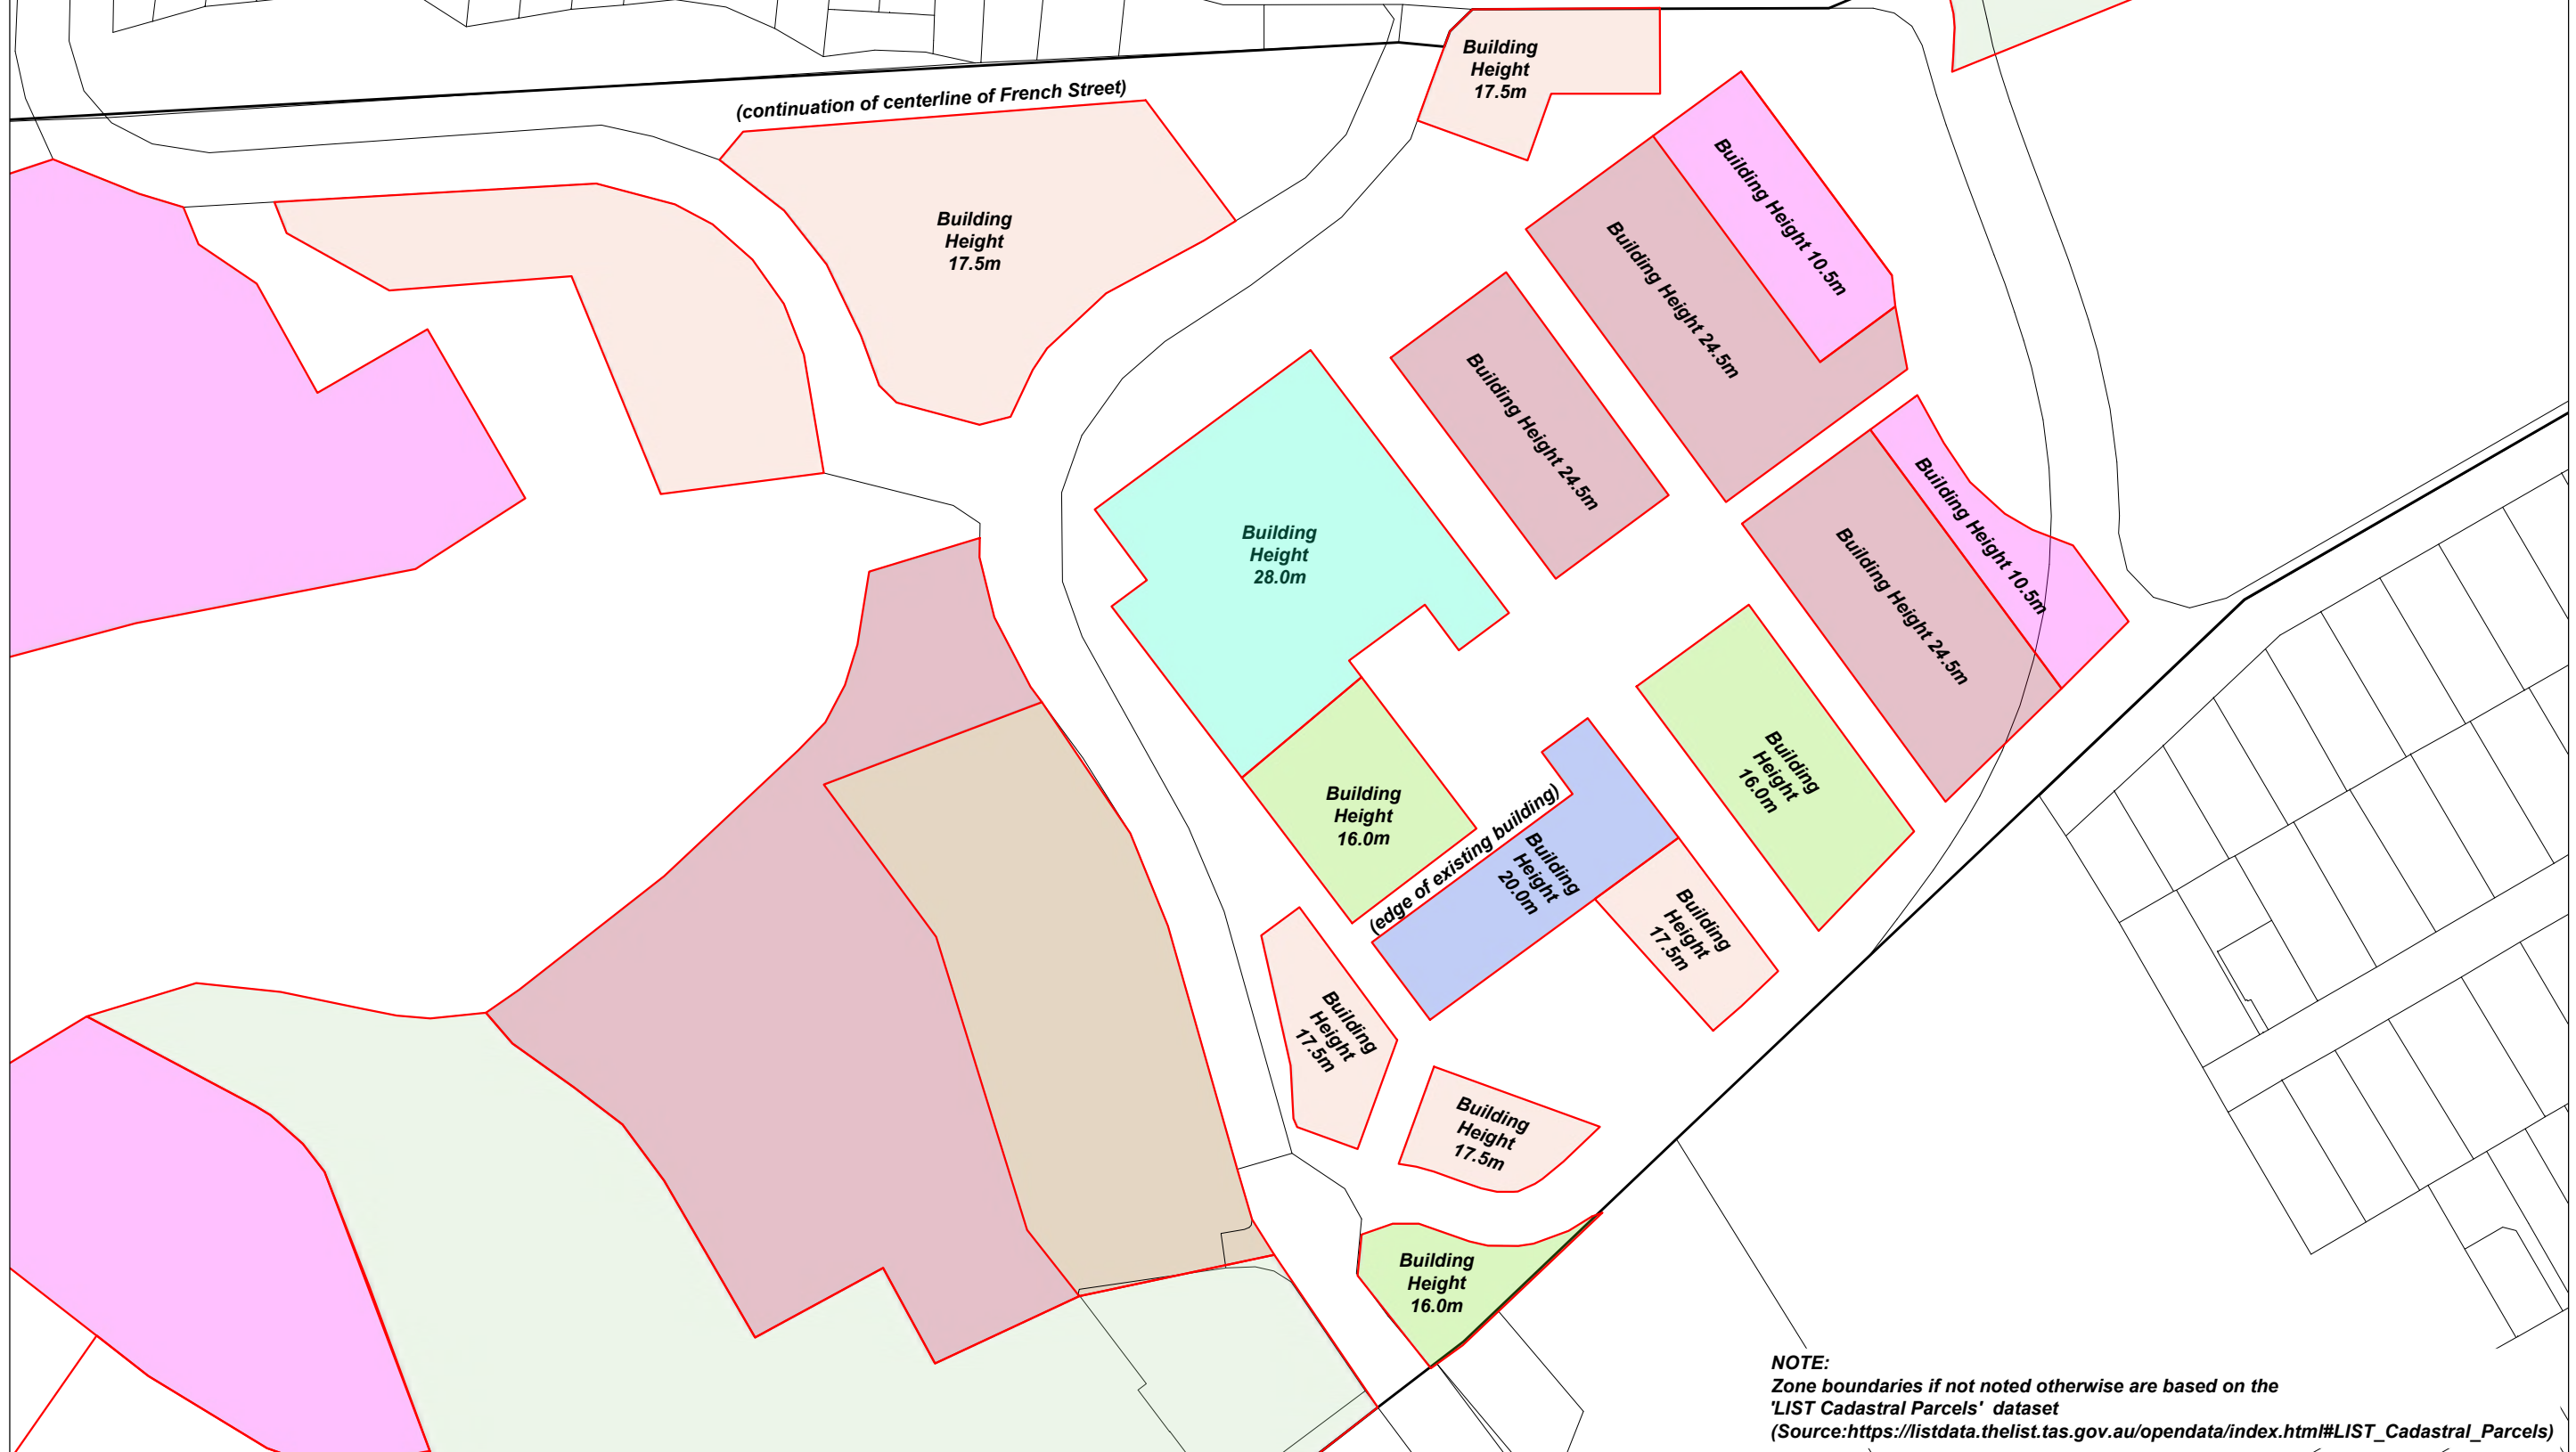 Building
Height
17.5m
(continuation of centerline of French Street)
Building Height 10.5m
Building
Height
17.5m
Building Height 24.5m
Building Height 24.5m
Building Height 10.5m
Building
Height
28.0m
Building Height 24.5m
Building
Height
16.0m
Building
Height
16.0m
(edge of existing building)
Building
Height
20.0m
Building
Height
17.5m
Building
Height
17.5m
Building
Height
17.5m
Building
Height
16.0m
NOTE:
Zone boundaries if not noted otherwise are based on the
'LIST Cadastral Parcels' dataset
(Source:https://listdata.thelist.tas.gov.au/opendata/index.html#LIST_Cadastral_Parcels)